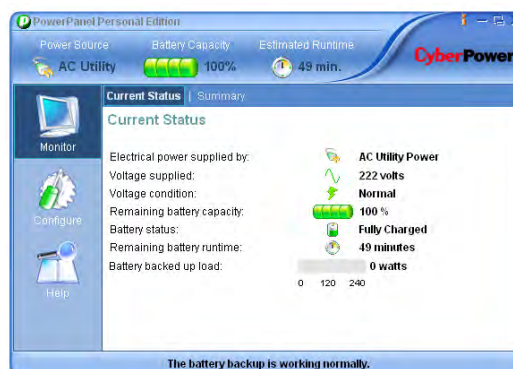 PowerPanel Personal Edition
Power Source
Battery Capacity
Estimated Runtime
AC Utility
100%
49 min.
CyberPower
Current Status | Summary
Monitor
Configure
Help
Current Status
Electrical power supplied by: AC Utility Power
Voltage supplied: 222 volts
Voltage condition: Normal
Remaining battery capacity: 100 %
Battery status: Fully Charged
Remaining battery runtime: 49 minutes
Battery backed up load: 0 watts
0 120 240
The battery backup is working normally.